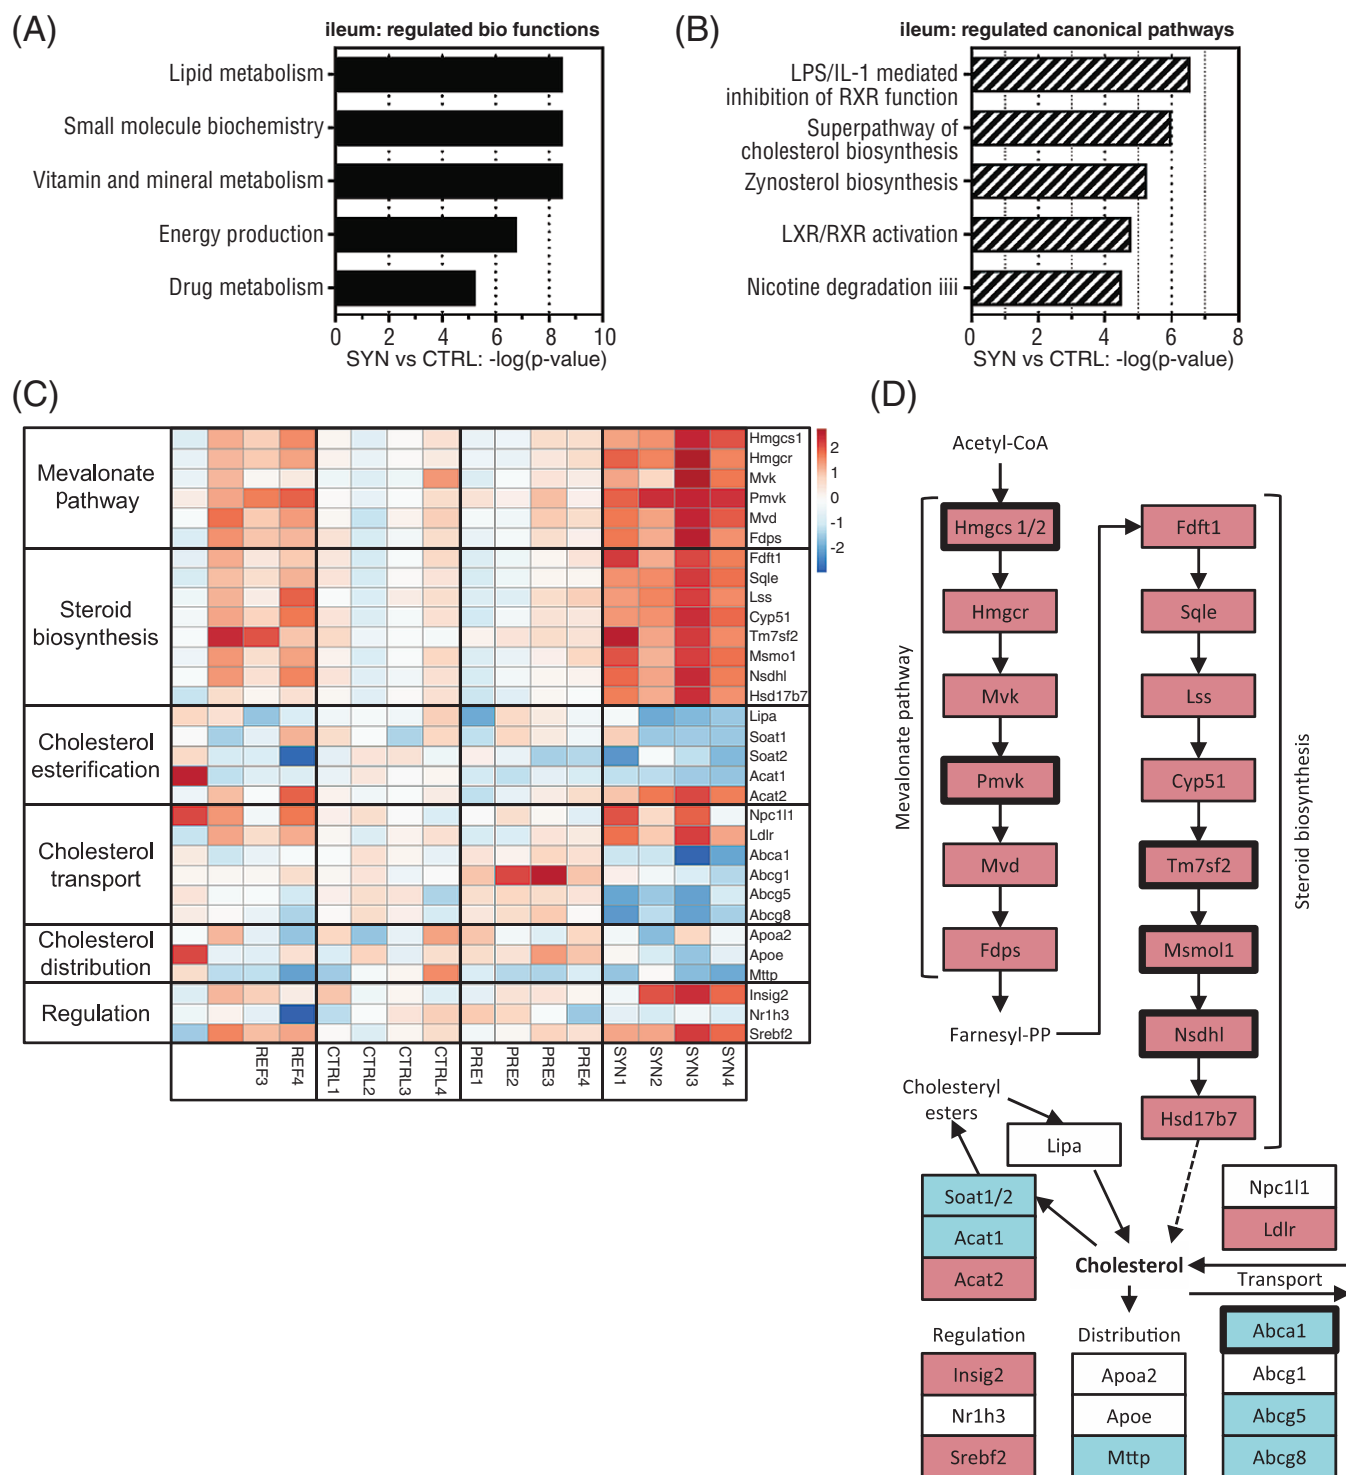 (A)
ileum: regulated bio functions
Lipid metabolism
Small molecule biochemistry
Vitamin and mineral metabolism
Energy production
Drug metabolism
0 2 4 6 8 10
SYN vs CTRL: -log(p-value)
(B)
ileum: regulated canonical pathways
LPS/IL-1 mediated
inhibition of RXR function
Superpathway of
cholesterol biosynthesis
Zynosterol biosynthesis
LXR/RXR activation
Nicotine degradation iiii
0 2 4 6 8
SYN vs CTRL: -log(p-value)
(C)
Mevalonate
pathway
Steroid
biosynthesis
Cholesterol
esterification
Cholesterol
transport
Cholesterol
distribution
Regulation
Hmgcs1
Hmgcr
Mvk
Pmvk
Mvd
Fdps
Fdft1
Sqle
Lss
Cyp51
Tm7sf2
Msmo1
Nsdhl
Hsd17b7
Lipa
Soat1
Soat2
Acat1
Acat2
Npc1l1
Ldlr
Abca1
Abcg1
Abcg5
Abcg8
Apoa2
Apoe
Mttp
Insig2
Nr1h3
Srebf2
2
1
0
-1
-2
REF3
REF4
CTRL1
CTRL2
CTRL3
CTRL4
PRE1
PRE2
PRE3
PRE4
SYN1
SYN2
SYN3
SYN4
(D)
Acetyl-CoA
Mevalonate pathway
Hmgcs 1/2
Hmgcr
Mvk
Pmvk
Mvd
Fdps
Farnesyl-PP
Fdft1
Sqle
Lss
Cyp51
Tm7sf2
Msmol1
Nsdhl
Hsd17b7
Steroid biosynthesis
Cholesteryl
esters
Lipa
Soat1/2
Acat1
Acat2
Cholesterol
Npc1l1
Ldlr
Transport
Abca1
Abcg1
Abcg5
Abcg8
Regulation
Insig2
Nr1h3
Srebf2
Distribution
Apoa2
Apoe
Mttp